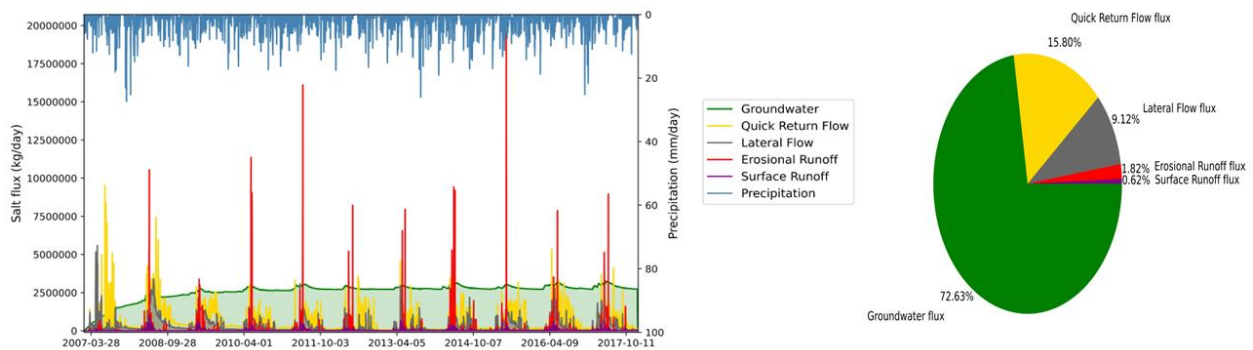 Salt flux (kg/day)
20000000
17500000
15000000
12500000
10000000
7500000
5000000
2500000
0
0
20
40
60
80
100
Precipitation (mm/day)
2007-03-28 2008-09-28 2010-04-01 2011-10-03 2013-04-05 2014-10-07 2016-04-09 2017-10-11
Groundwater
Quick Return Flow
Lateral Flow
Erosional Runoff
Surface Runoff
Precipitation
Quick Return Flow flux
15.80%
Lateral Flow flux
9.12%
1.82% Erosional Runoff flux
0.62% Surface Runoff flux
72.63%
Groundwater flux